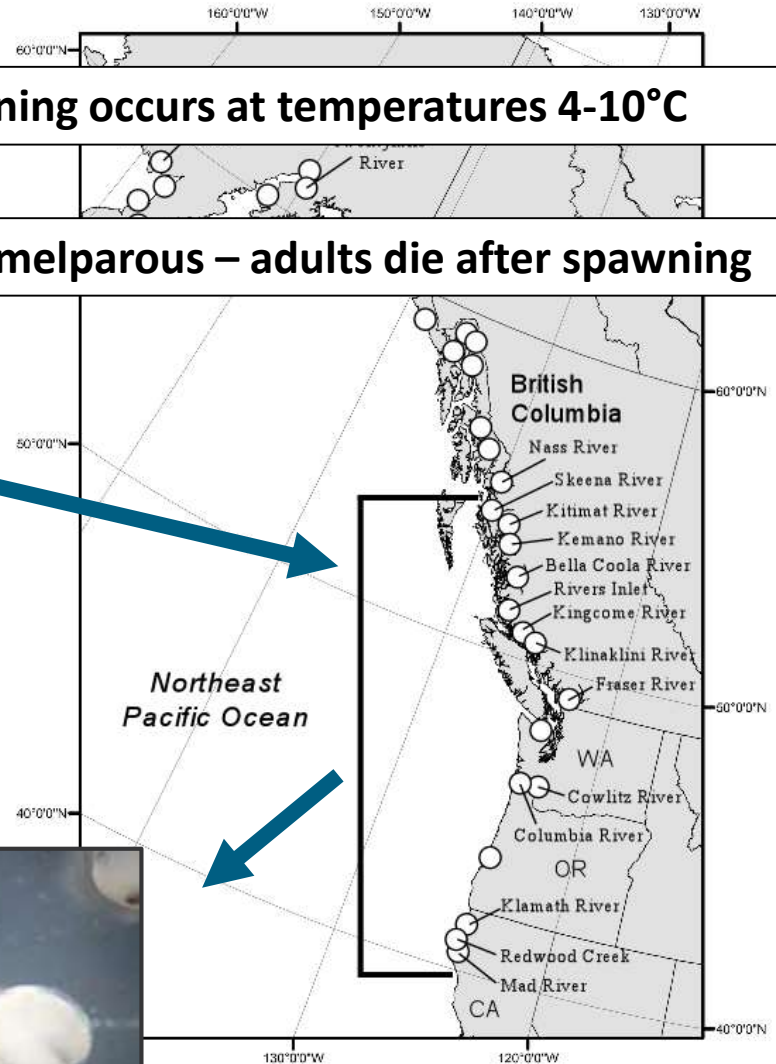 160°0'0"W 150°0'0"W 140°0'0"W 130°0'0"W
60°0'0"N
ning occurs at temperatures 4-10°C
River
melparous – adults die after spawning
British
Columbia
60°0'0"N
50°0'0"N
Nass River
Skeena River
Kitimat River
Kemano River
Bella Coola River
Rivers Inlet
Kingcome River
Klinaklini River
Northeast
Pacific Ocean
Fraser River
50°0'0"N
WA
Cowlitz River
40°0'0"N
Columbia River
OR
Klamath River
Redwood Creek
Mad River
CA
40°0'0"N
130°0'0"W 120°0'0"W